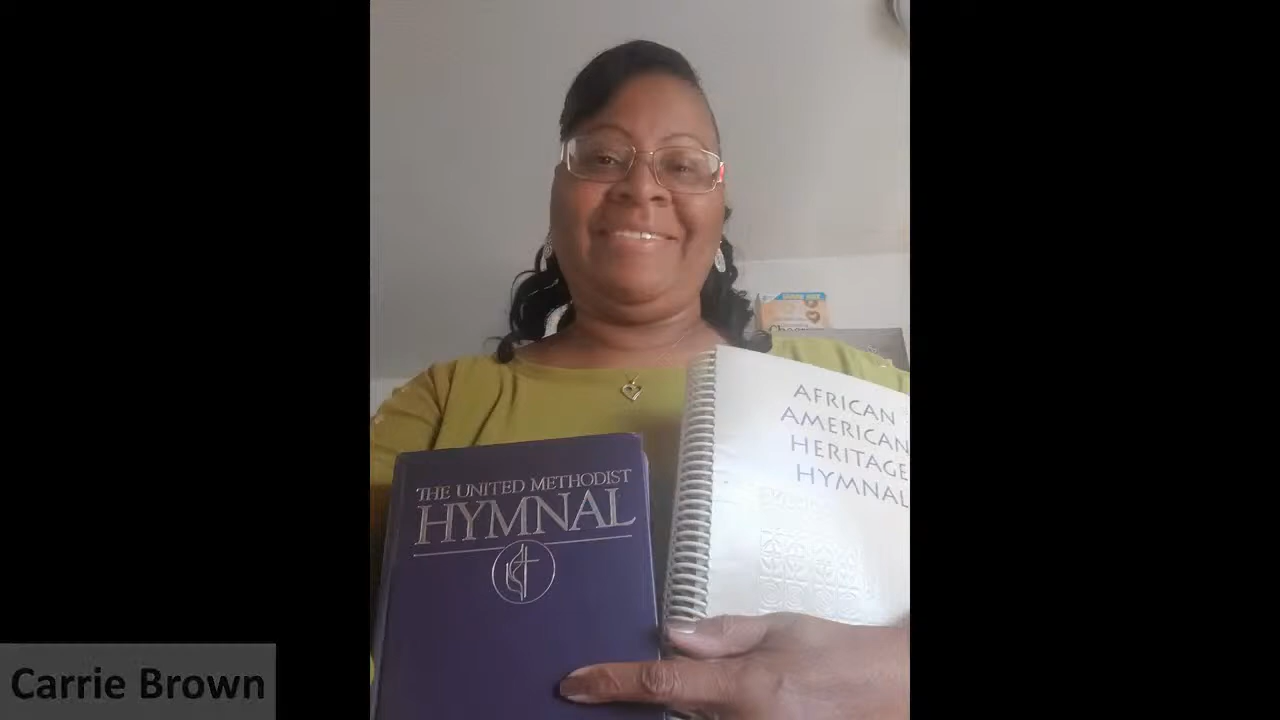 THE UNITED METHODIST
HYMNAL
AFRICAN
AMERICAN
HERITAGE
HYMNAL
Carrie Brown